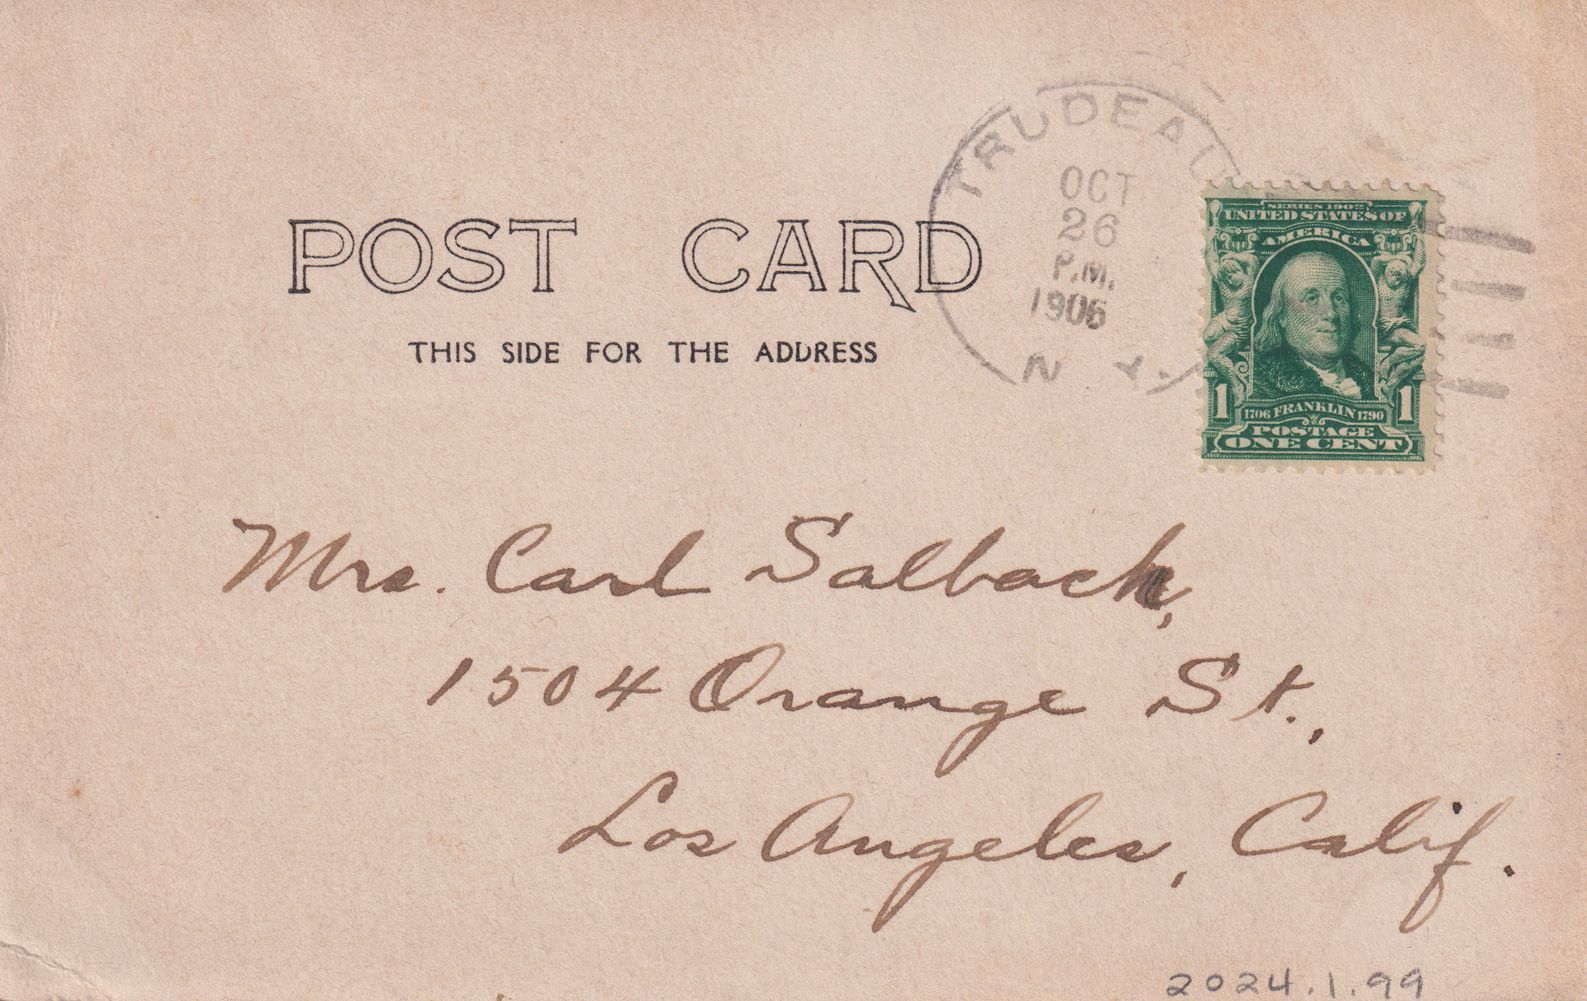 POST CARD
THIS SIDE FOR THE ADDRESS
TRUDEAU
OCT
26
P.M.
1906
N Y.
SERIES 1902
UNITED STATES OF
AMERICA
1 1706 FRANKLIN 1790 1
POSTAGE
ONE CENT
Mrs. Carl Salbach,
1504 Orange St.,
Los Angeles, Calif.
2024.1.99